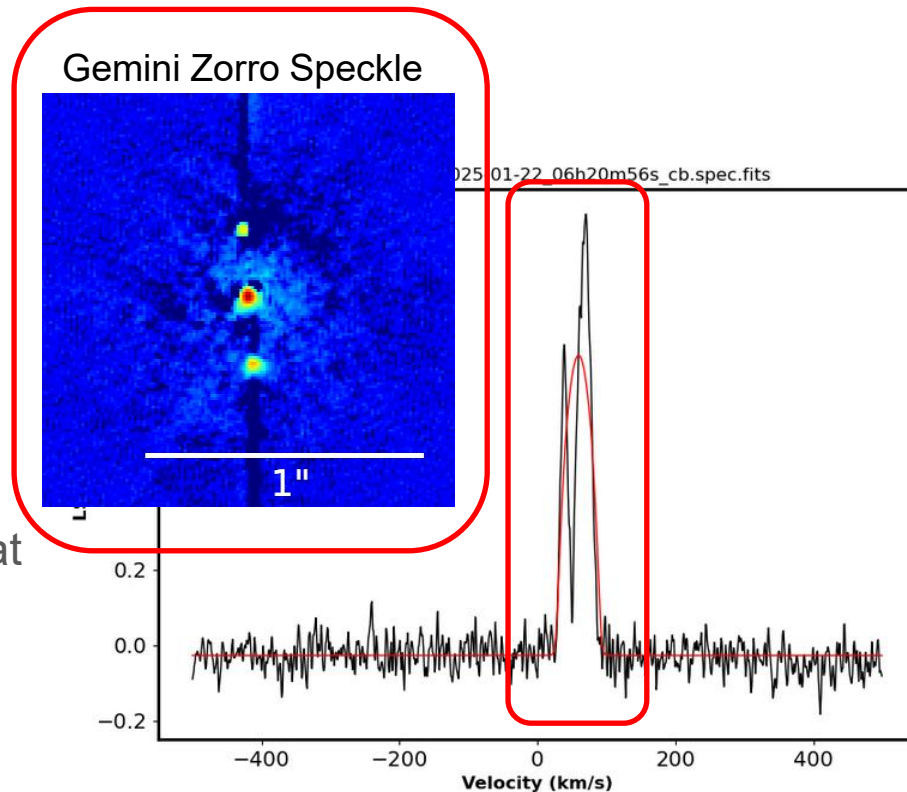 Gemini Zorro Speckle
025-01-22_06h20m56s_cb.spec.fits
1"
at
0.2
0.0
−0.2
−400 −200 0 200 400
Velocity (km/s)